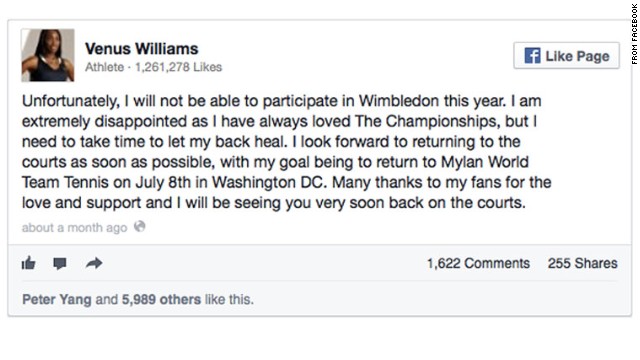 FROM FACEBOOK
Venus Williams
Athlete · 1,261,278 Likes
Like Page
Unfortunately, I will not be able to participate in Wimbledon this year. I am
extremely disappointed as I have always loved The Championships, but I
need to take time to let my back heal. I look forward to returning to the
courts as soon as possible, with my goal being to return to Mylan World
Team Tennis on July 8th in Washington DC. Many thanks to my fans for the
love and support and I will be seeing you very soon back on the courts.
about a month ago
1,622 Comments 255 Shares
Peter Yang and 5,989 others like this.